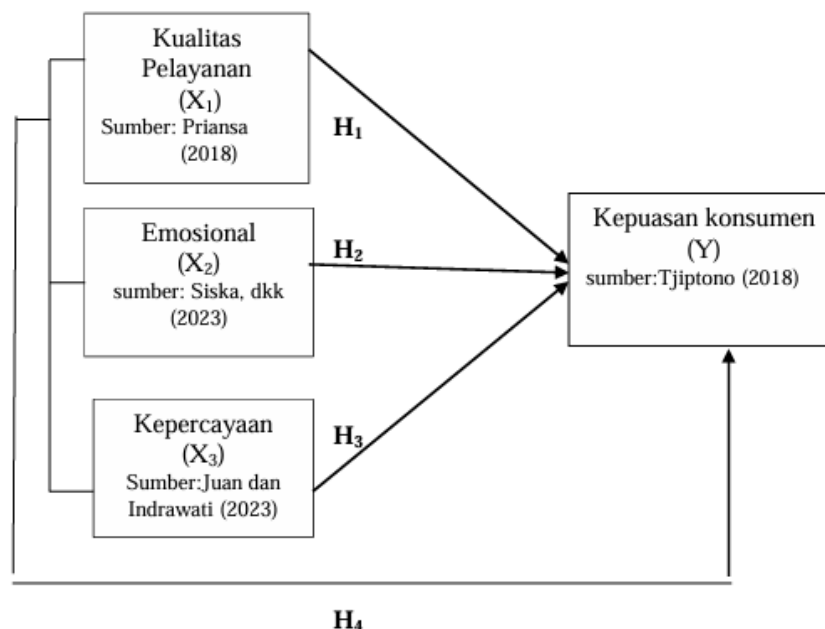 Kualitas
Pelayanan
(X₁)
Sumber: Priansa
(2018)
H₁
Emosional
(X₂)
sumber: Siska, dkk
(2023)
H₂
Kepercayaan
(X₃)
Sumber:Juan dan
Indrawati (2023)
H₃
Kepuasan konsumen
(Y)
sumber:Tjiptono (2018)
H₄